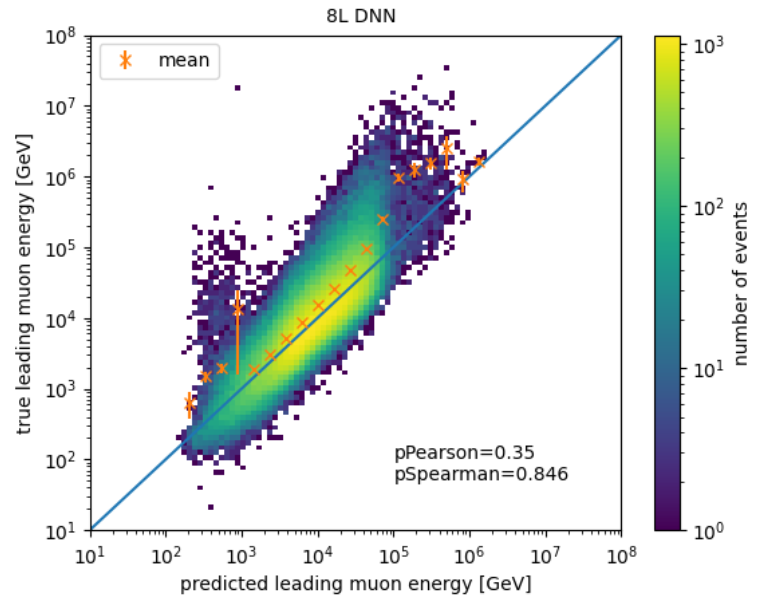 8L DNN
mean
10^8
10^7
10^6
10^5
10^4
10^3
10^2
10^1
true leading muon energy [GeV]
pPearson=0.35
pSpearman=0.846
10^1 10^2 10^3 10^4 10^5 10^6 10^7 10^8
predicted leading muon energy [GeV]
10^3
10^2
10^1
10^0
number of events